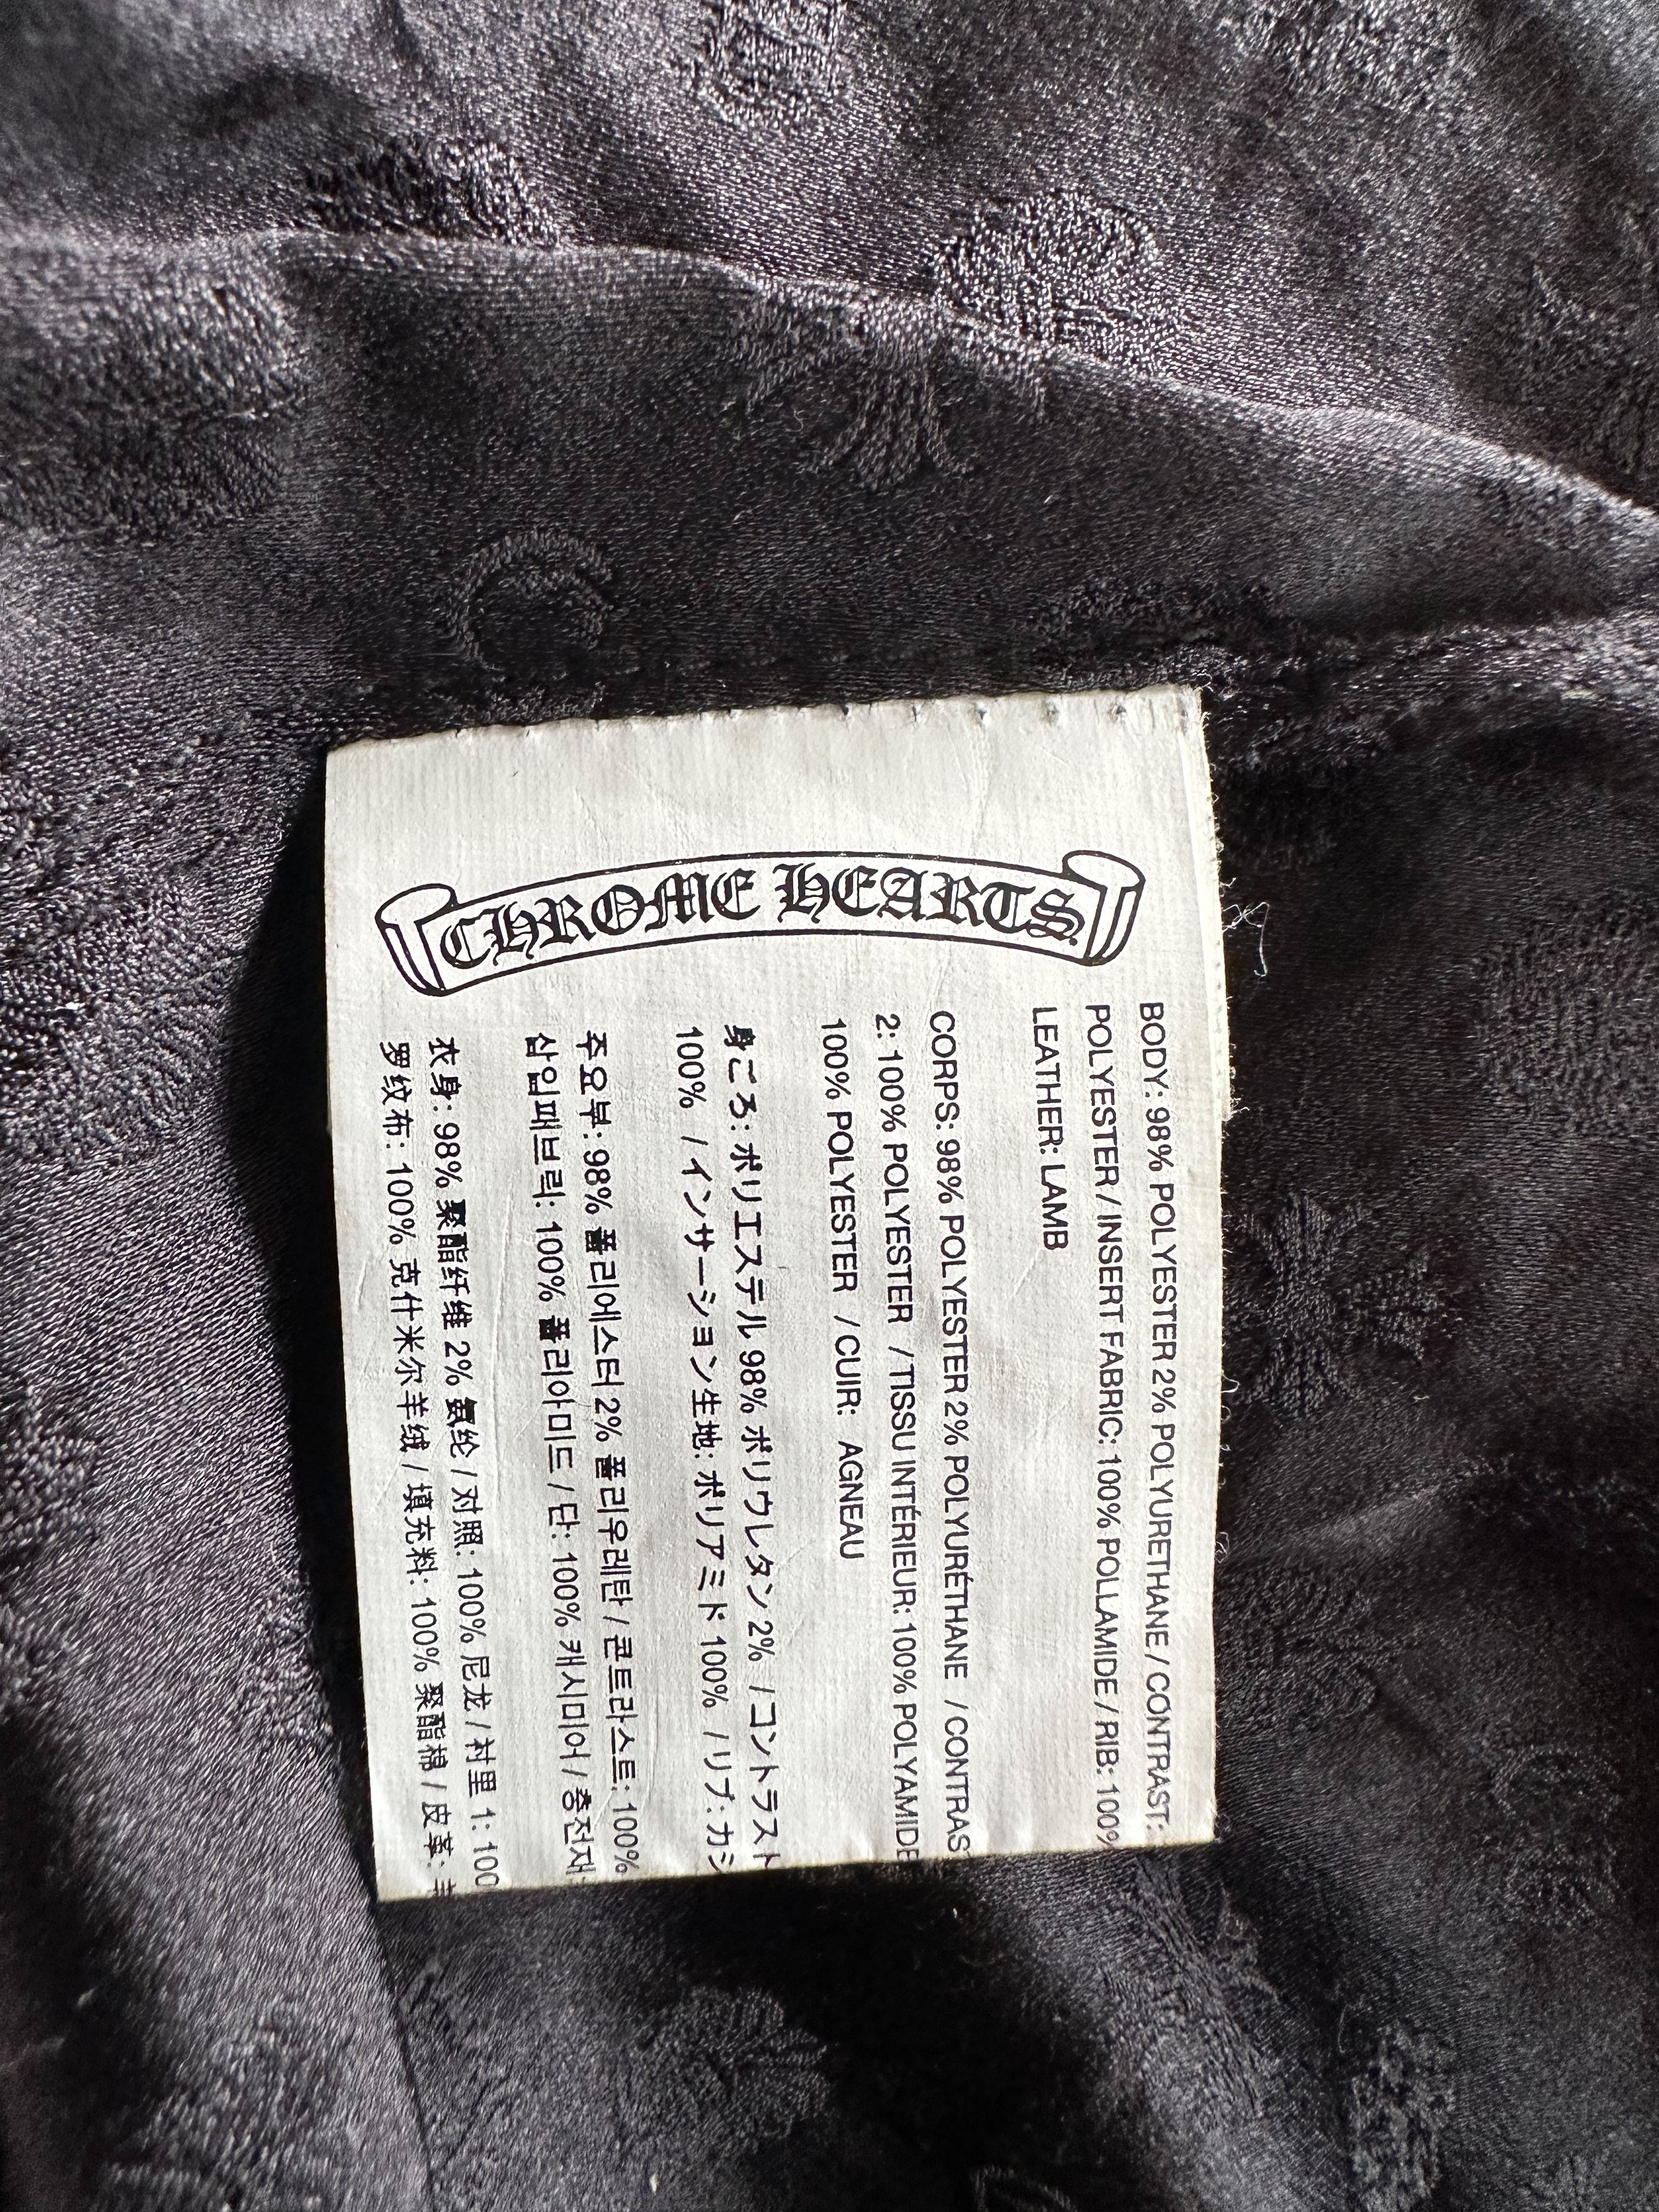 CHROME HEARTS
BODY: 98% POLYESTER 2% POLYURETHANE / CONTRAST:
POLYESTER / INSERT FABRIC: 100% POLLAMIDE / RIB: 100%
LEATHER: LAMB
CORPS: 98% POLYESTER 2% POLYURÉTHANE / CONTRAS
2: 100% POLYESTER / TISSU INTÉRIEUR: 100% POLYAMIDE
100% POLYESTER / CUIR: AGNEAU
身ごろ: ポリエステル 98% ポリウレタン 2% / コントラスト
100% / インサーション生地: ポリアミド 100% / リブ: カシ
주요부: 98% 폴리에스터 2% 폴리우레탄 / 콘트라스트: 100%
삽입패브릭: 100% 폴리아미드 / 단: 100% 캐시미어 / 충전재:
衣身: 98% 聚酯纤维 2% 氨纶 / 对照: 100% 尼龙 / 衬里 1: 100
罗纹布: 100% 克什米尔羊绒 / 填充料: 100% 聚酯棉 / 皮革: